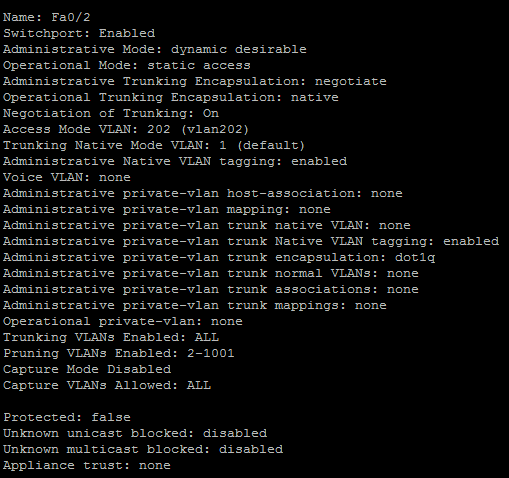 Name: Fa0/2
Switchport: Enabled
Administrative Mode: dynamic desirable
Operational Mode: static access
Administrative Trunking Encapsulation: negotiate
Operational Trunking Encapsulation: native
Negotiation of Trunking: On
Access Mode VLAN: 202 (vlan202)
Trunking Native Mode VLAN: 1 (default)
Administrative Native VLAN tagging: enabled
Voice VLAN: none
Administrative private-vlan host-association: none
Administrative private-vlan mapping: none
Administrative private-vlan trunk native VLAN: none
Administrative private-vlan trunk Native VLAN tagging: enabled
Administrative private-vlan trunk encapsulation: dot1q
Administrative private-vlan trunk normal VLANs: none
Administrative private-vlan trunk associations: none
Administrative private-vlan trunk mappings: none
Operational private-vlan: none
Trunking VLANs Enabled: ALL
Pruning VLANs Enabled: 2-1001
Capture Mode Disabled
Capture VLANs Allowed: ALL
Protected: false
Unknown unicast blocked: disabled
Unknown multicast blocked: disabled
Appliance trust: none